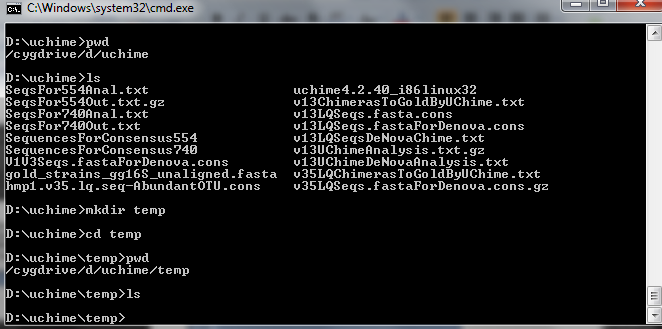 C:\Windows\system32\cmd.exe
D:\uchime>pwd
/cygdrive/d/uchime
D:\uchime>ls
SeqsFor554Anal.txt uchime4.2.40_i86linux32
SeqsFor554Out.txt.gz v13ChimerasToGoldByUChime.txt
SeqsFor740Anal.txt v13LQSeqs.fasta.cons
SeqsFor740Out.txt v13LQSeqs.fastaForDenova.cons
SequencesForConsensus554 v13LQSeqsDeNovaChime.txt
SequencesForConsensus740 v13UChimeAnalysis.txt.gz
V1V3Seqs.fastaForDenova.cons v13UChimeDeNovaAnalysis.txt
gold_strains_gg16S_unaligned.fasta v35LQChimerasToGoldByUChime.txt
hmp1.v35.lq.seq-AbundantOTU.cons v35LQSeqs.fastaForDenova.cons.gz
D:\uchime>mkdir temp
D:\uchime>cd temp
D:\uchime\temp>pwd
/cygdrive/d/uchime/temp
D:\uchime\temp>ls
D:\uchime\temp>